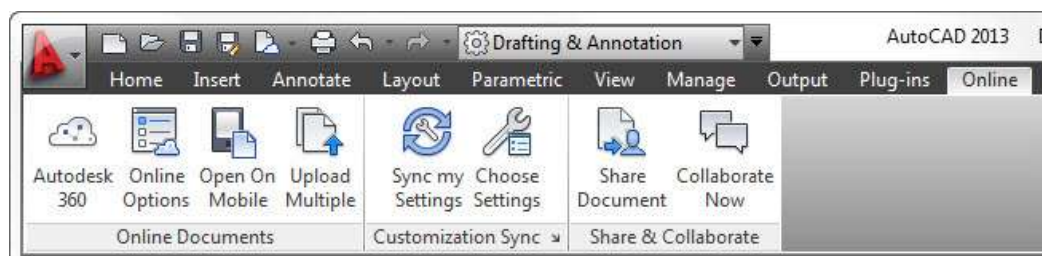 Drafting & Annotation AutoCAD 2013
Home Insert Annotate Layout Parametric View Manage Output Plug-ins Online
Autodesk Online Open On Upload Sync my Choose Share Collaborate
360 Options Mobile Multiple Settings Settings Document Now
Online Documents Customization Sync Share & Collaborate